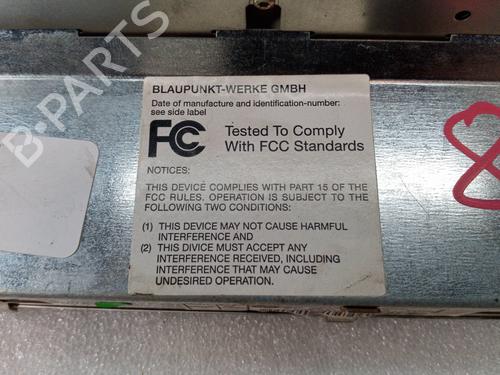 BLAUPUNKT-WERKE GMBH
Date of manufacture and identification-number:
see side label
FC Tested To Comply
With FCC Standards
NOTICES:
THIS DEVICE COMPLIES WITH PART 15 OF THE
FCC RULES. OPERATION IS SUBJECT TO THE
FOLLOWING TWO CONDITIONS:
(1) THIS DEVICE MAY NOT CAUSE HARMFUL
INTERFERENCE AND
(2) THIS DIVICE MUST ACCEPT ANY
INTERFERENCE RECEIVED, INCLUDING
INTERFERENCE THAT MAY CAUSE
UNDESIRED OPERATION.
B-PARTS
8